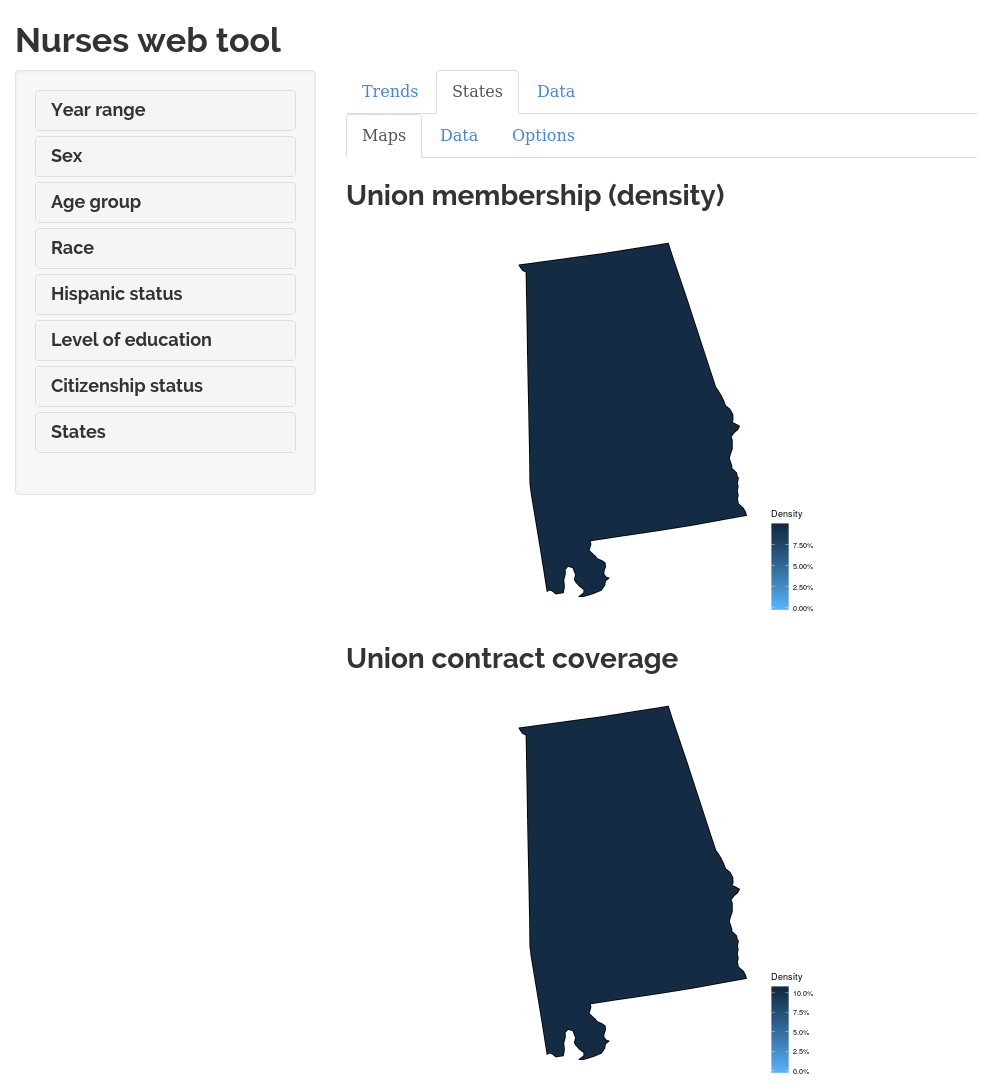 Nurses web tool
Year range
Sex
Age group
Race
Hispanic status
Level of education
Citizenship status
States
Trends States Data
Maps Data Options
Union membership (density)
Density
7.50%
5.00%
2.50%
0.00%
Union contract coverage
Density
10.0%
7.5%
5.0%
2.5%
0.0%